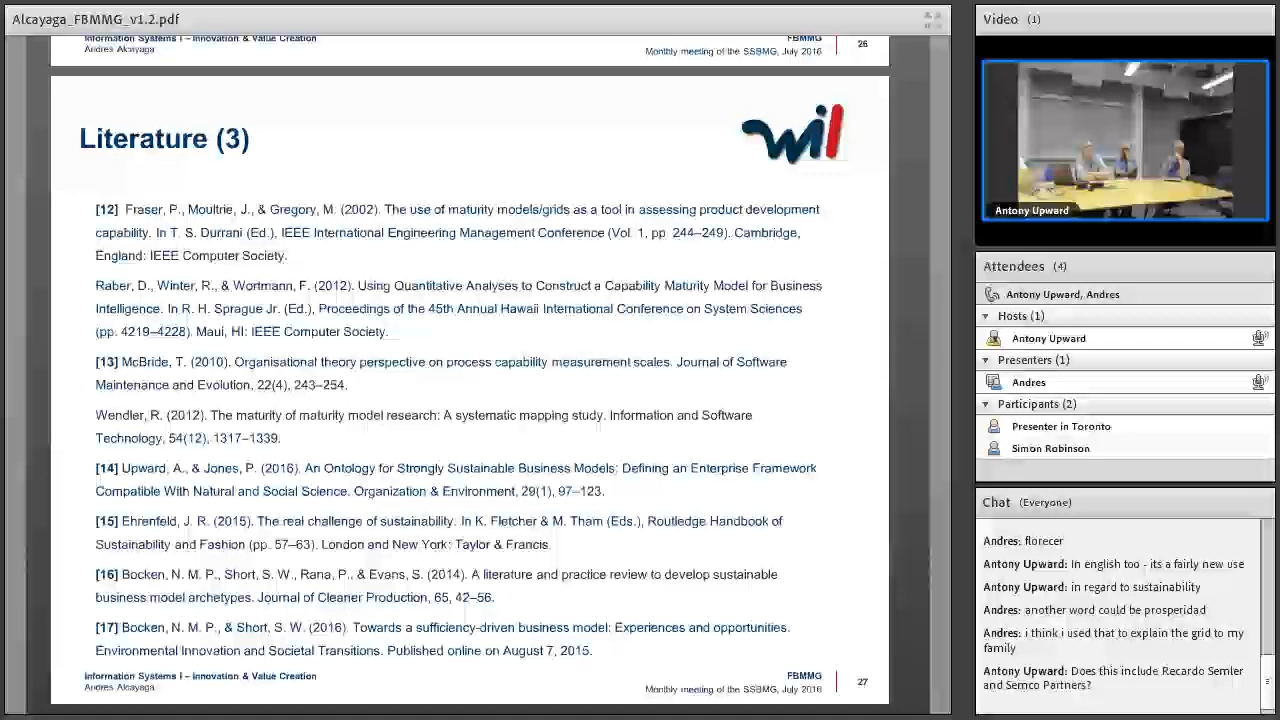 Alcayaga_FBMMG_v1.2.pdf
Information Systems I – Innovation & Value Creation
Andres Alcayaga
FBMMG
Monthly meeting of the SSBMG, July 2016
26
Literature (3)
wil
[12] Fraser, P., Moultrie, J., & Gregory, M. (2002). The use of maturity models/grids as a tool in assessing product development
capability. In T. S. Durrani (Ed.), IEEE International Engineering Management Conference (Vol. 1, pp. 244–249). Cambridge,
England: IEEE Computer Society.
Raber, D., Winter, R., & Wortmann, F. (2012). Using Quantitative Analyses to Construct a Capability Maturity Model for Business
Intelligence. In R. H. Sprague Jr. (Ed.), Proceedings of the 45th Annual Hawaii International Conference on System Sciences
(pp. 4219–4228). Maui, HI: IEEE Computer Society.
[13] McBride, T. (2010). Organisational theory perspective on process capability measurement scales. Journal of Software
Maintenance and Evolution, 22(4), 243–254.
Wendler, R. (2012). The maturity of maturity model research: A systematic mapping study. Information and Software
Technology, 54(12), 1317–1339.
[14] Upward, A., & Jones, P. (2016). An Ontology for Strongly Sustainable Business Models: Defining an Enterprise Framework
Compatible With Natural and Social Science. Organization & Environment, 29(1), 97–123.
[15] Ehrenfeld, J. R. (2015). The real challenge of sustainability. In K. Fletcher & M. Tham (Eds.), Routledge Handbook of
Sustainability and Fashion (pp. 57–63). London and New York: Taylor & Francis.
[16] Bocken, N. M. P., Short, S. W., Rana, P., & Evans, S. (2014). A literature and practice review to develop sustainable
business model archetypes. Journal of Cleaner Production, 65, 42–56.
[17] Bocken, N. M. P., & Short, S. W. (2016). Towards a sufficiency-driven business model: Experiences and opportunities.
Environmental Innovation and Societal Transitions. Published online on August 7, 2015.
Information Systems I – Innovation & Value Creation
Andres Alcayaga
FBMMG
Monthly meeting of the SSBMG, July 2016
27
Video (1)
Antony Upward
Attendees (4)
Antony Upward, Andres
Hosts (1)
Antony Upward
Presenters (1)
Andres
Participants (2)
Presenter in Toronto
Simon Robinson
Chat (Everyone)
Andres: florecer
Antony Upward: In english too - its a fairly new use
Antony Upward: in regard to sustainability
Andres: another word could be prosperidad
Andres: i think i used that to explain the grid to my
family
Antony Upward: Does this include Recardo Semler
and Semco Partners?